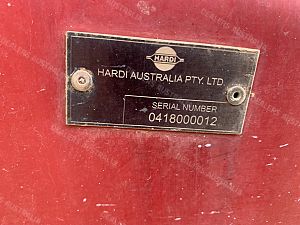 HARDI
HARDI AUSTRALIA PTY. LTD
SERIAL NUMBER
0418000012